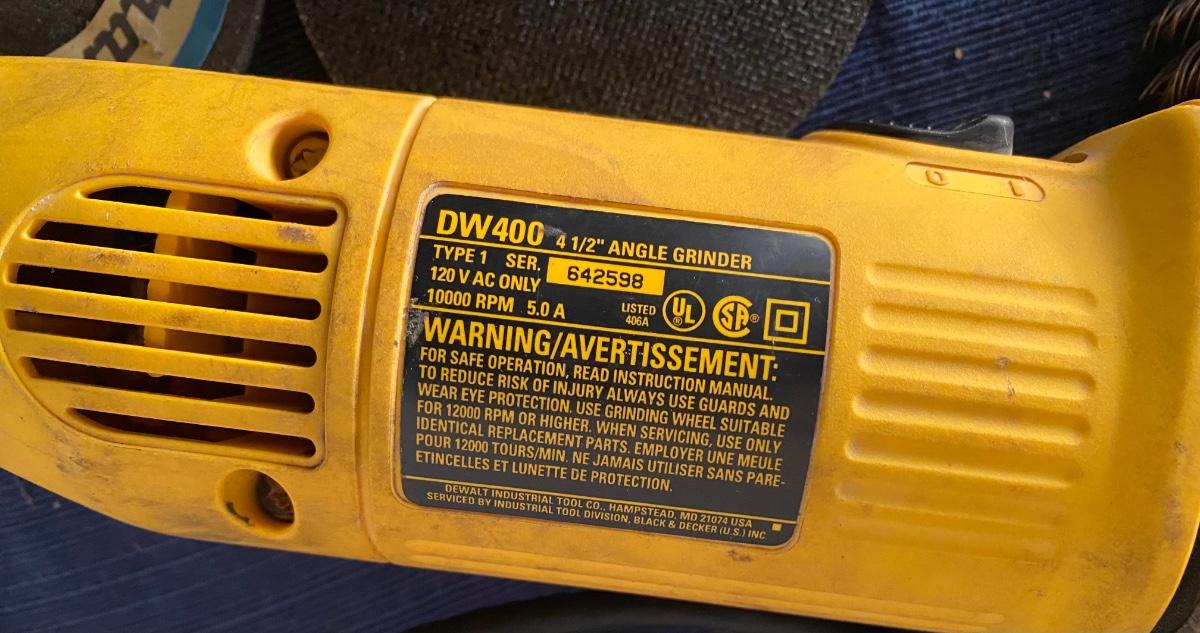 O I
DW400 4 1/2" ANGLE GRINDER
TYPE 1 SER. 642598
120 V AC ONLY
10000 RPM 5.0 A
LISTED
406A
UL
®
SA®
WARNING/AVERTISSEMENT:
FOR SAFE OPERATION, READ INSTRUCTION MANUAL.
TO REDUCE RISK OF INJURY ALWAYS USE GUARDS AND
WEAR EYE PROTECTION. USE GRINDING WHEEL SUITABLE
FOR 12000 RPM OR HIGHER. WHEN SERVICING, USE ONLY
IDENTICAL REPLACEMENT PARTS. EMPLOYER UNE MEULE
POUR 12000 TOURS/MIN. NE JAMAIS UTILISER SANS PARE-
ETINCELLES ET LUNETTE DE PROTECTION.
DEWALT INDUSTRIAL TOOL CO., HAMPSTEAD, MD 21074 USA
SERVICED BY INDUSTRIAL TOOL DIVISION, BLACK & DECKER (U.S.) INC.